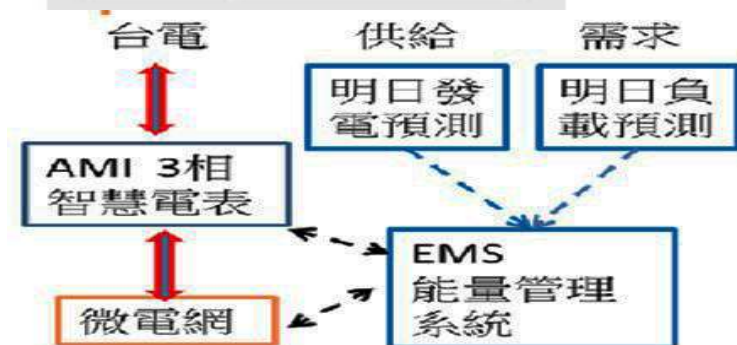 台電
供給
需求
明日發
電預測
明日負
載預測
AMI 3相
智慧電表
EMS
能量管理
系統
微電網